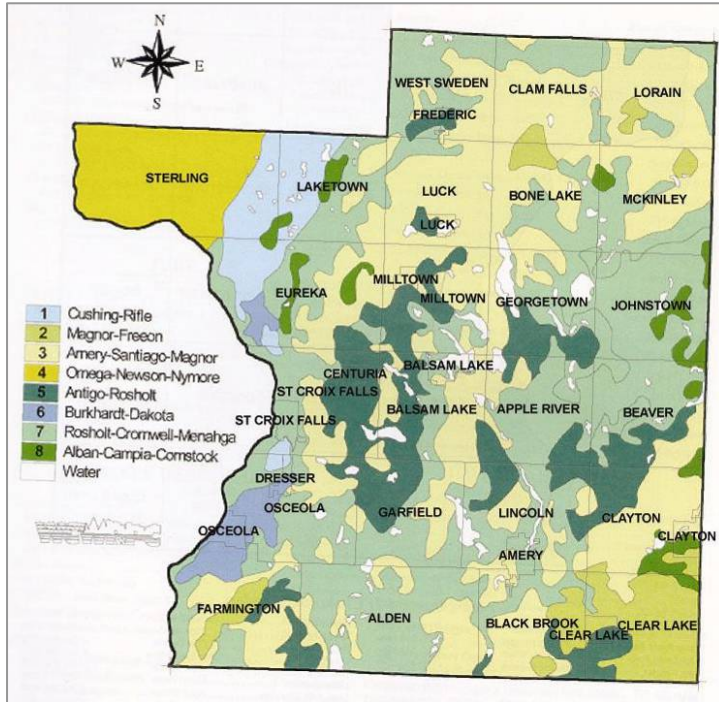 N
W E
S
WEST SWEDEN
CLAM FALLS
LORAIN
FREDERIC
STERLING
LAKETOWN
LUCK
BONE LAKE
MCKINLEY
LUCK
EUREKA
MILLTOWN
MILLTOWN
GEORGETOWN
JOHNSTOWN
CENTURIA
BALSAM LAKE
ST CROIX FALLS
BALSAM LAKE
APPLE RIVER
BEAVER
ST CROIX FALLS
DRESSER
OSCEOLA
GARFIELD
LINCOLN
CLAYTON
OSCEOLA
CLAYTON
AMERY
FARMINGTON
ALDEN
BLACK BROOK
CLEAR LAKE
CLEAR LAKE
1 Cushing-Rifle
2 Magnor-Freeon
3 Amery-Santiago-Magnor
4 Omega-Newson-Nymore
5 Antigo-Rosholt
6 Burkhardt-Dakota
7 Rosholt-Cromwell-Menahga
8 Alban-Campia-Comstock
Water